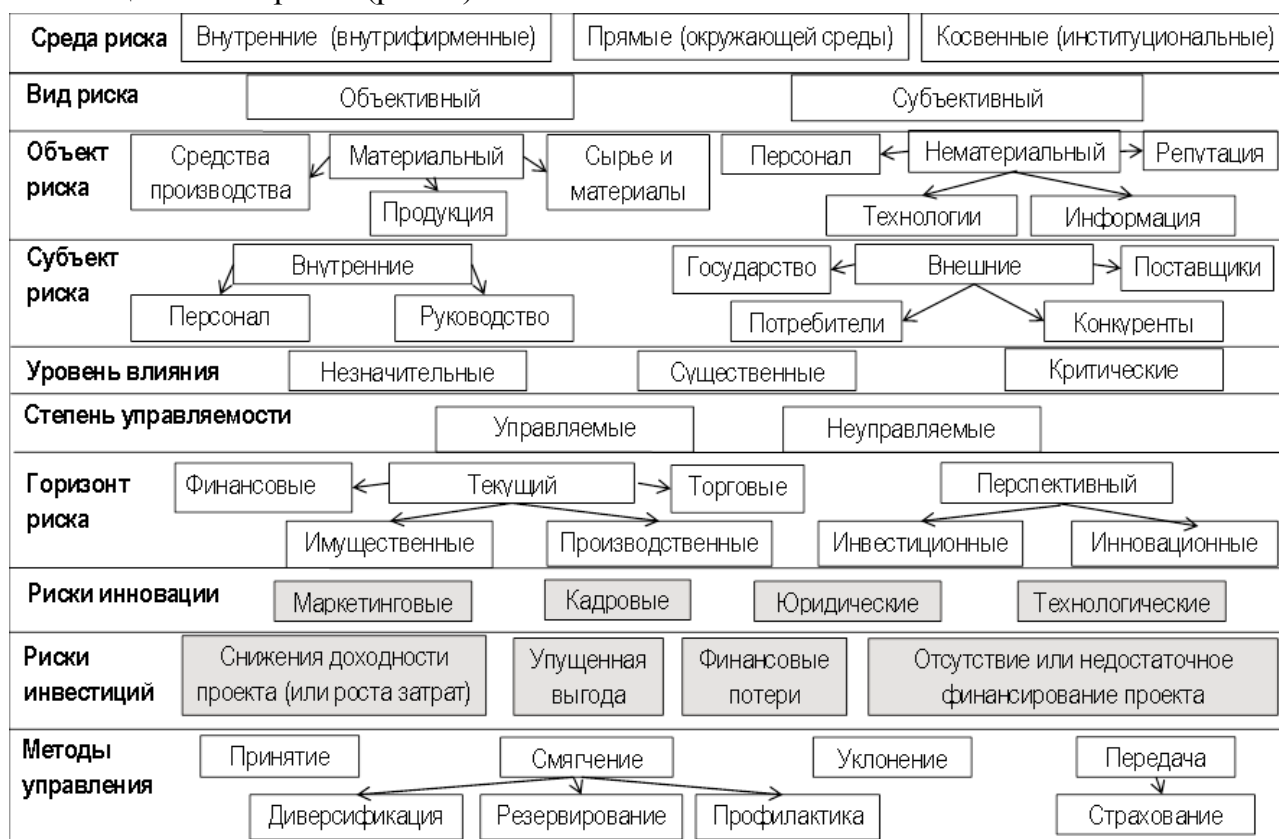 Среда риска Внутренние (внутрифирменные) Прямые (окружающей среды) Косвенные (институциональные)
Вид риска Объективный Субъективный
Объект риска
Средства производства
Материальный
Сырье и материалы
Персонал
Нематериальный
Репутация
Продукция
Технологии
Информация
Субъект риска
Внутренние
Государство
Внешние
Поставщики
Персонал
Руководство
Потребители
Конкуренты
Уровень влияния Незначительные Существенные Критические
Степень управляемости Управляемые Неуправляемые
Горизонт риска
Финансовые
Текущий
Торговые
Перспективный
Имущественные
Производственные
Инвестиционные
Инновационные
Риски инновации Маркетинговые Кадровые Юридические Технологические
Риски инвестиций
Снижения доходности
проекта (или роста затрат)
Упущенная
выгода
Финансовые
потери
Отсутствие или недостаточное
финансирование проекта
Методы управления
Принятие
Смягчение
Уклонение
Передача
Диверсификация
Резервирование
Профилактика
Страхование